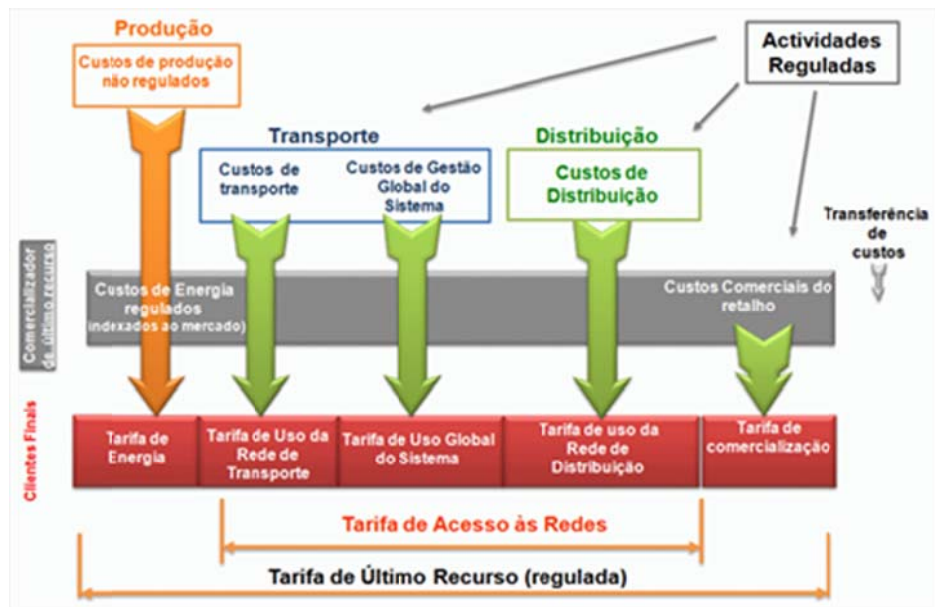 Produção
Custos de produção
não regulados
Actividades
Reguladas
Transporte
Custos de
transporte
Custos de Gestão
Global do
Sistema
Distribuição
Custos de
Distribuição
Transferência
de
custos
Comercializador
de último recurso
Custos de Energia
regulados
indexados ao mercado)
Custos Comerciais do
retalho
Clientes Finais
Tarifa de
Energia
Tarifa de Uso da
Rede de
Transporte
Tarifa de Uso Global
do Sistema
Tarifa de uso da
Rede de
Distribuição
Tarifa de
comercialização
Tarifa de Acesso às Redes
Tarifa de Último Recurso (regulada)